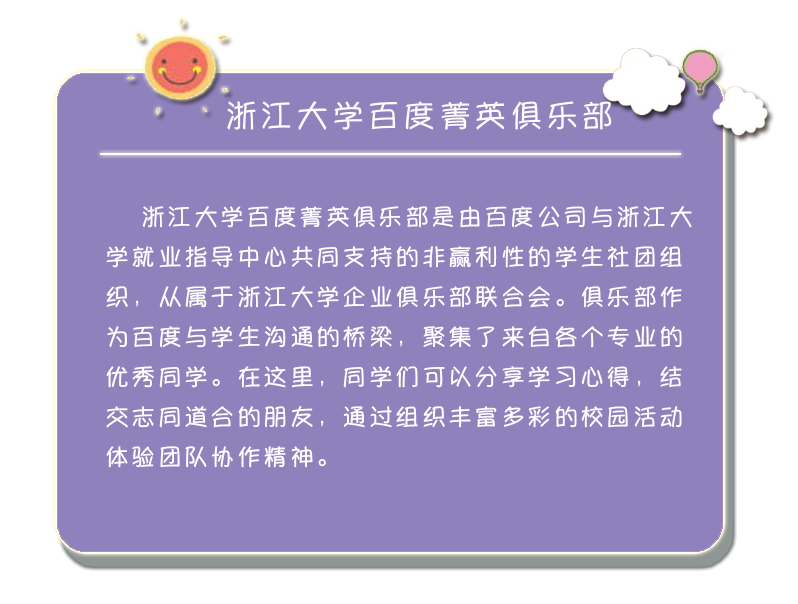 浙江大学百度菁英俱乐部
浙江大学百度菁英俱乐部是由百度公司与浙江大
学就业指导中心共同支持的非赢利性的学生社团组
织，从属于浙江大学企业俱乐部联合会。俱乐部作
为百度与学生沟通的桥梁，聚集了来自各个专业的
优秀同学。在这里，同学们可以分享学习心得，结
交志同道合的朋友，通过组织丰富多彩的校园活动
体验团队协作精神。